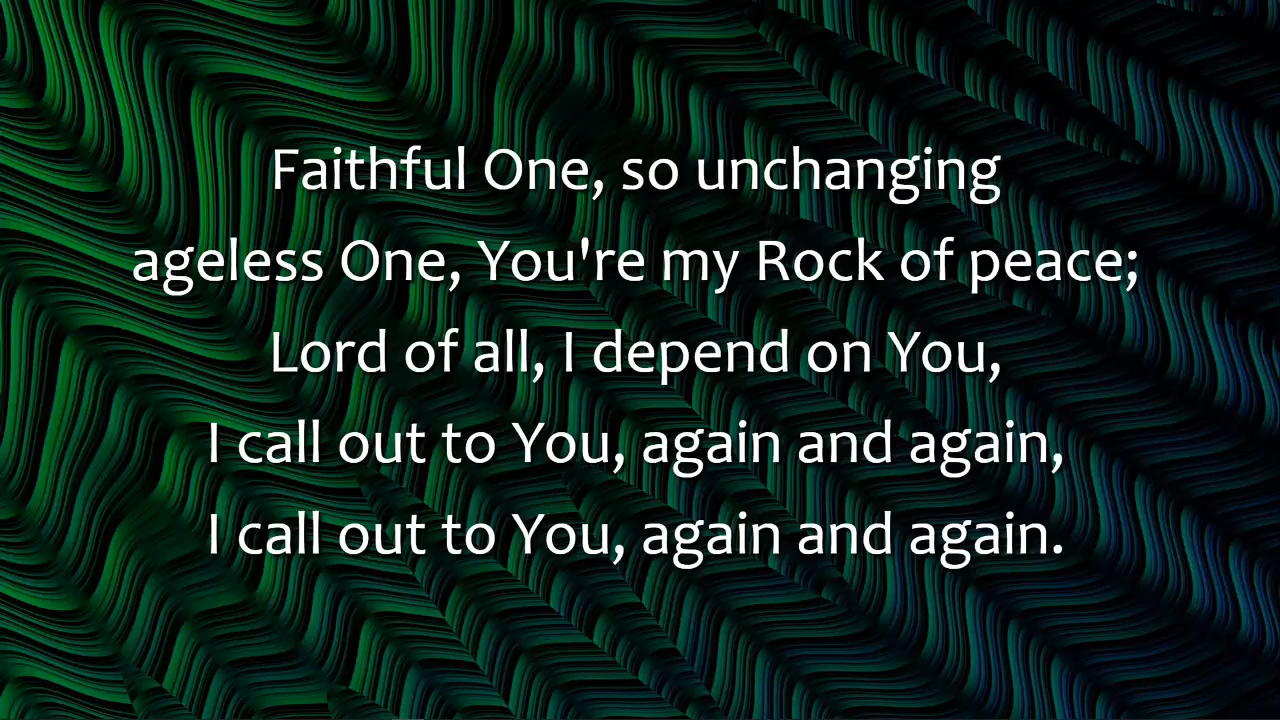 Faithful One, so unchanging
ageless One, You're my Rock of peace;
Lord of all, I depend on You,
I call out to You, again and again,
I call out to You, again and again.